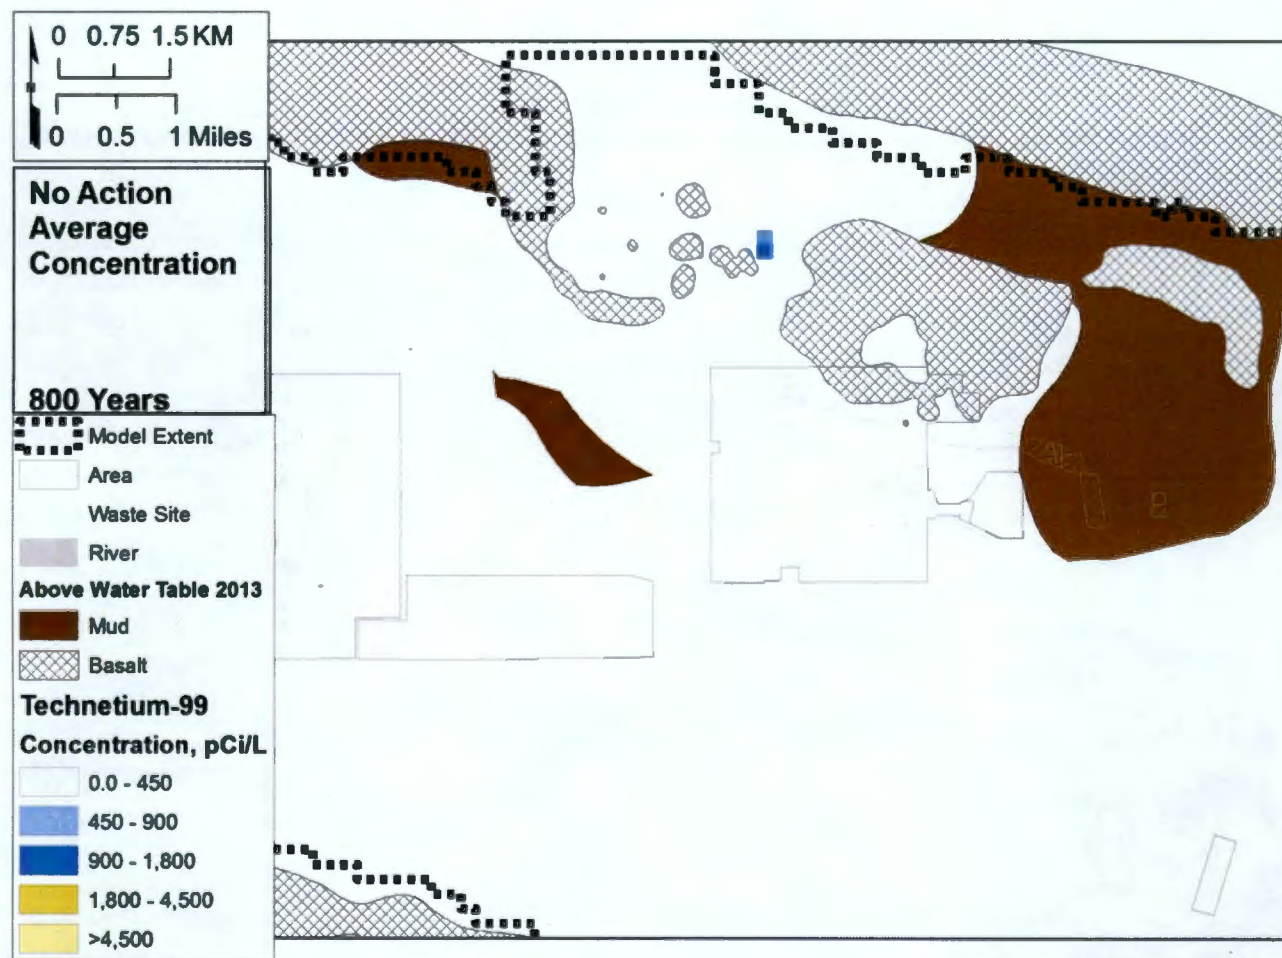 0 0.75 1.5 KM
0 0.5 1 Miles
No Action
Average
Concentration
800 Years
Model Extent
Area
Waste Site
River
Above Water Table 2013
Mud
Basalt
Technetium-99
Concentration, pCi/L
0.0 - 450
450 - 900
900 - 1,800
1,800 - 4,500
>4,500